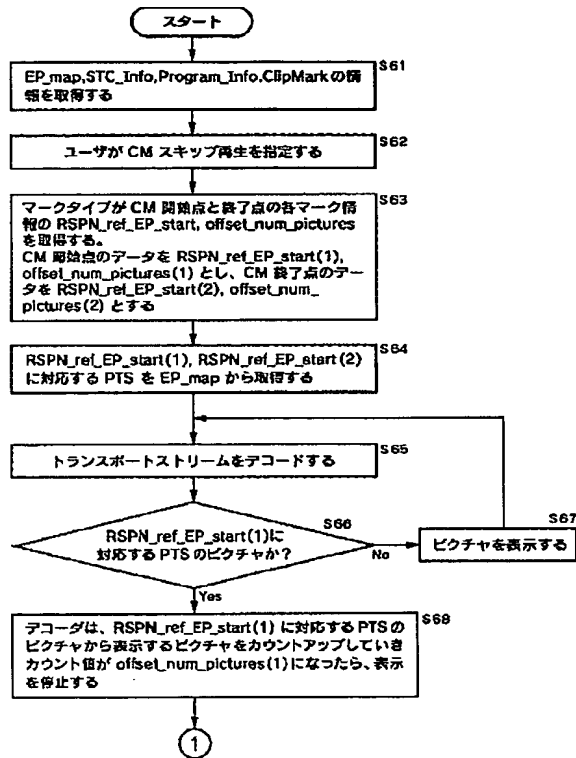 スタート
S61
EP_map,STC_Info,Program_Info,ClipMarkの情
報を取得する
S62
ユーザが CM スキップ再生を指定する
S63
マークタイプが CM 開始点と終了点の各マーク情
報の RSPN_ref_EP_start, offset_num_pictures
を取得する。
CM 開始点のデータを RSPN_ref_EP_start(1),
offset_num_pictures(1) とし、CM 終了点のデー
タを RSPN_ref_EP_start(2), offset_num_
pictures(2) とする
S64
RSPN_ref_EP_start(1), RSPN_ref_EP_start(2)
に対応する PTS を EP_map から取得する
S65
トランスポートストリームをデコードする
S66
RSPN_ref_EP_start(1)に
対応する PTS のピクチャか?
No
S67
ピクチャを表示する
Yes
S68
デコーダは、RSPN_ref_EP_start(1) に対応する PTS の
ピクチャから表示するピクチャをカウントアップしていき
カウント値が offset_num_pictures(1)になったら、表示
を停止する
1